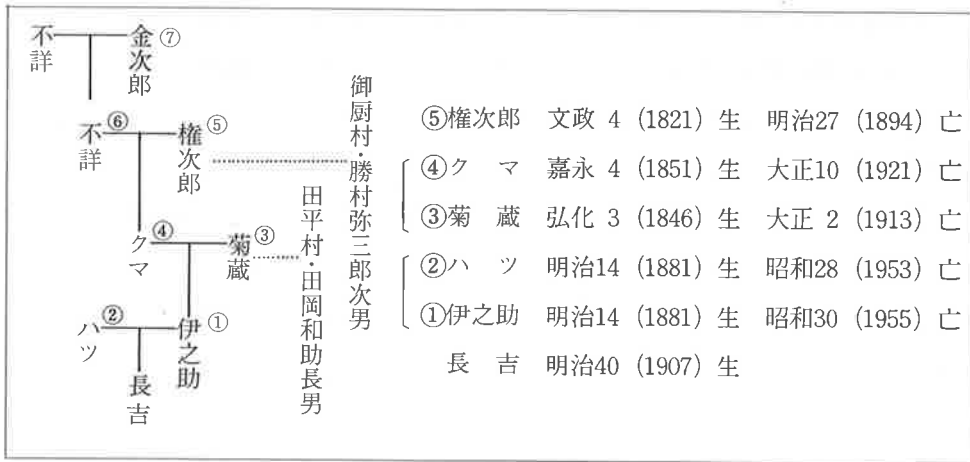 不詳
金次郎 ⑦
⑥
不詳
権次郎 ⑤
御厨村・勝村弥三郎次男
④
クマ
菊蔵 ③
田平村・田岡和助長男
②
ハツ
伊之助 ①
長吉
⑤権次郎 文政 4 (1821) 生 明治27 (1894) 亡
④ク マ 嘉永 4 (1851) 生 大正10 (1921) 亡
③菊 蔵 弘化 3 (1846) 生 大正 2 (1913) 亡
②ハ ツ 明治14 (1881) 生 昭和28 (1953) 亡
①伊之助 明治14 (1881) 生 昭和30 (1955) 亡
長 吉 明治40 (1907) 生